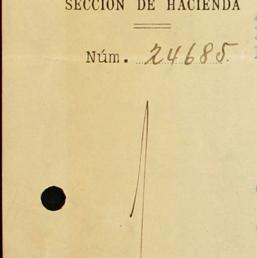 SECCIÓN DE HACIENDA
Núm. 24685.